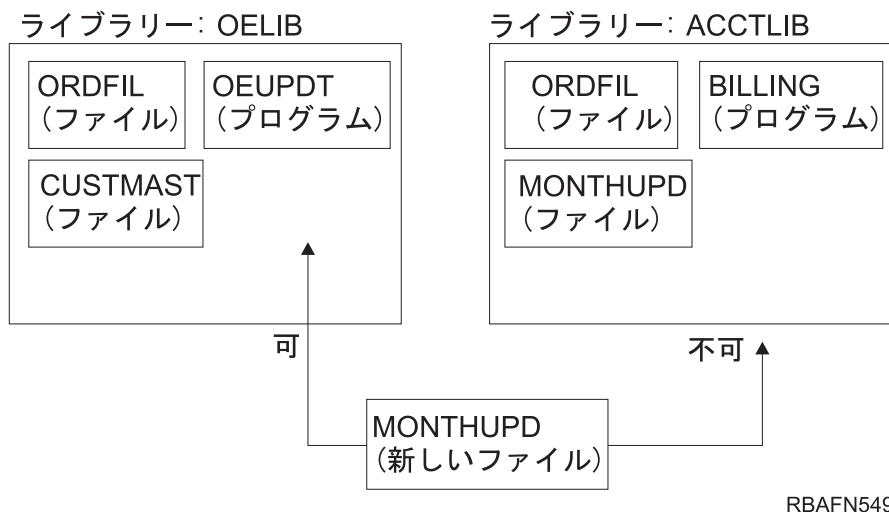 ライブラリー: OELIB
ORDFIL
(ファイル)
OEUPDT
(プログラム)
CUSTMAST
(ファイル)
可
ライブラリー: ACCTLIB
ORDFIL
(ファイル)
BILLING
(プログラム)
MONTHUPD
(ファイル)
不可
MONTHUPD
(新しいファイル)
RBAFN549